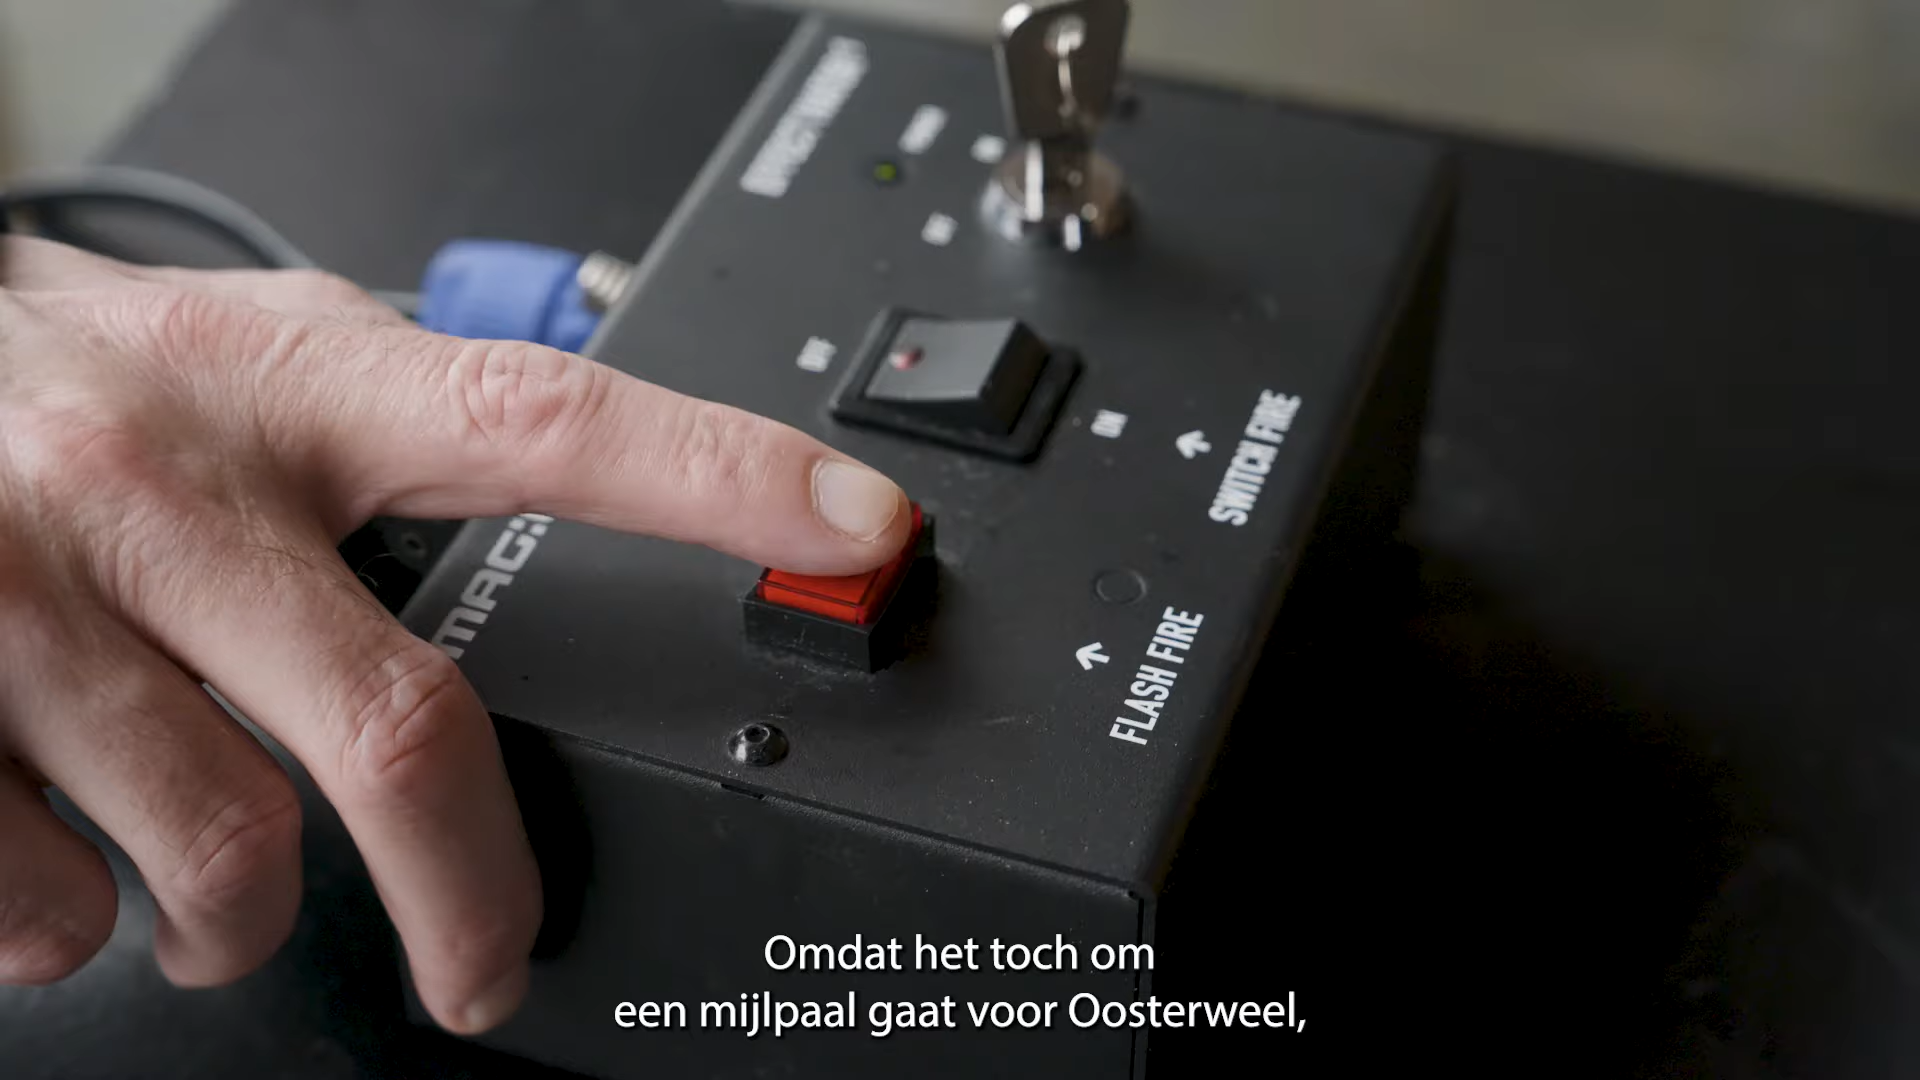 OFF
ON
SWITCH FIRE
FLASH FIRE
Omdat het toch om
een mijlpaal gaat voor Oosterweel,